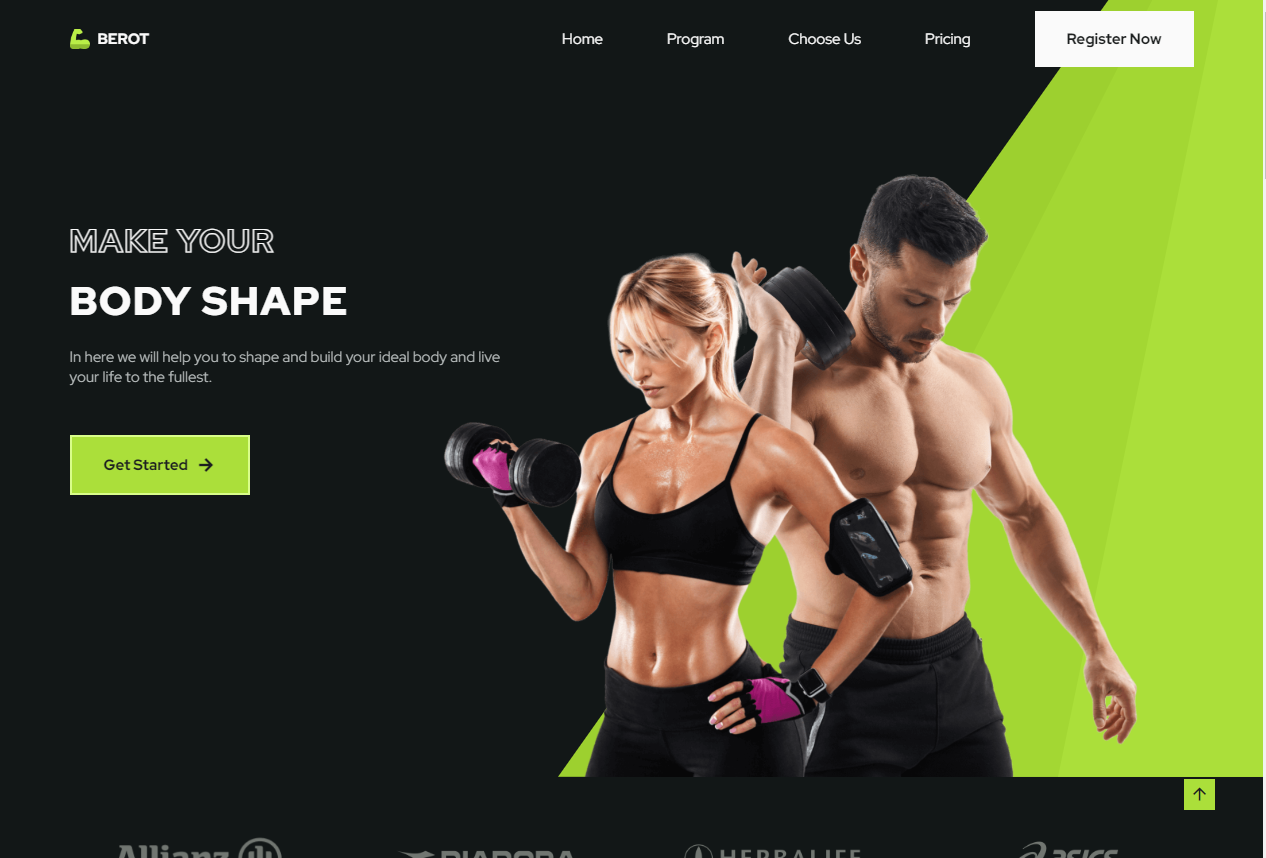 BEROT
Home
Program
Choose Us
Pricing
Register Now
MAKE YOUR
BODY SHAPE
In here we will help you to shape and build your ideal body and live
your life to the fullest.
Get Started
Allianz
DIADORA
HERBALIFE
asics